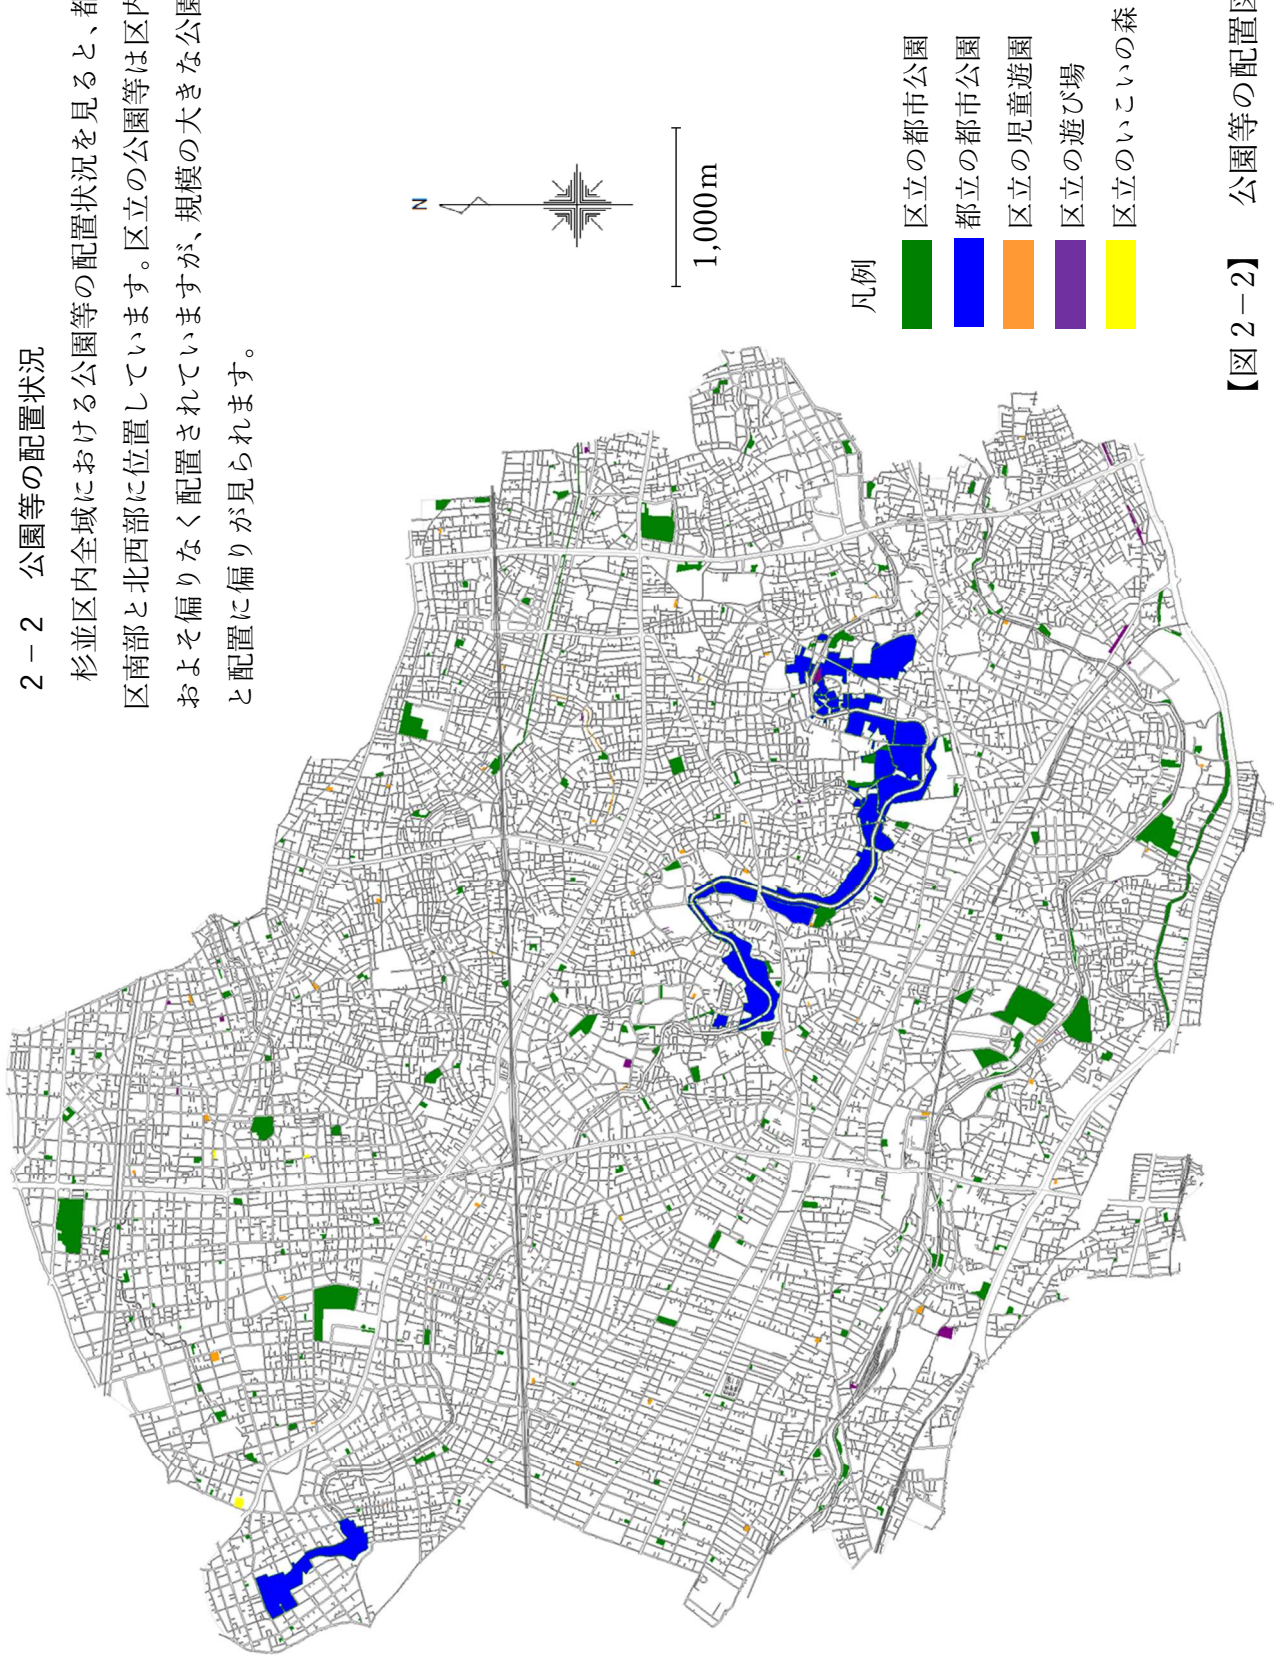 2－2　公園等の配置状況
杉並区内全域における公園等の配置状況を見ると、都
区南部と北西部に位置しています。区立の公園等は区内
およそ偏りなく配置されていますが、規模の大きな公園
と配置に偏りが見られます。
N
1,000m
凡例
区立の都市公園
都立の都市公園
区立の児童遊園
区立の遊び場
区立のいこいの森
【図 2－2】　公園等の配置図